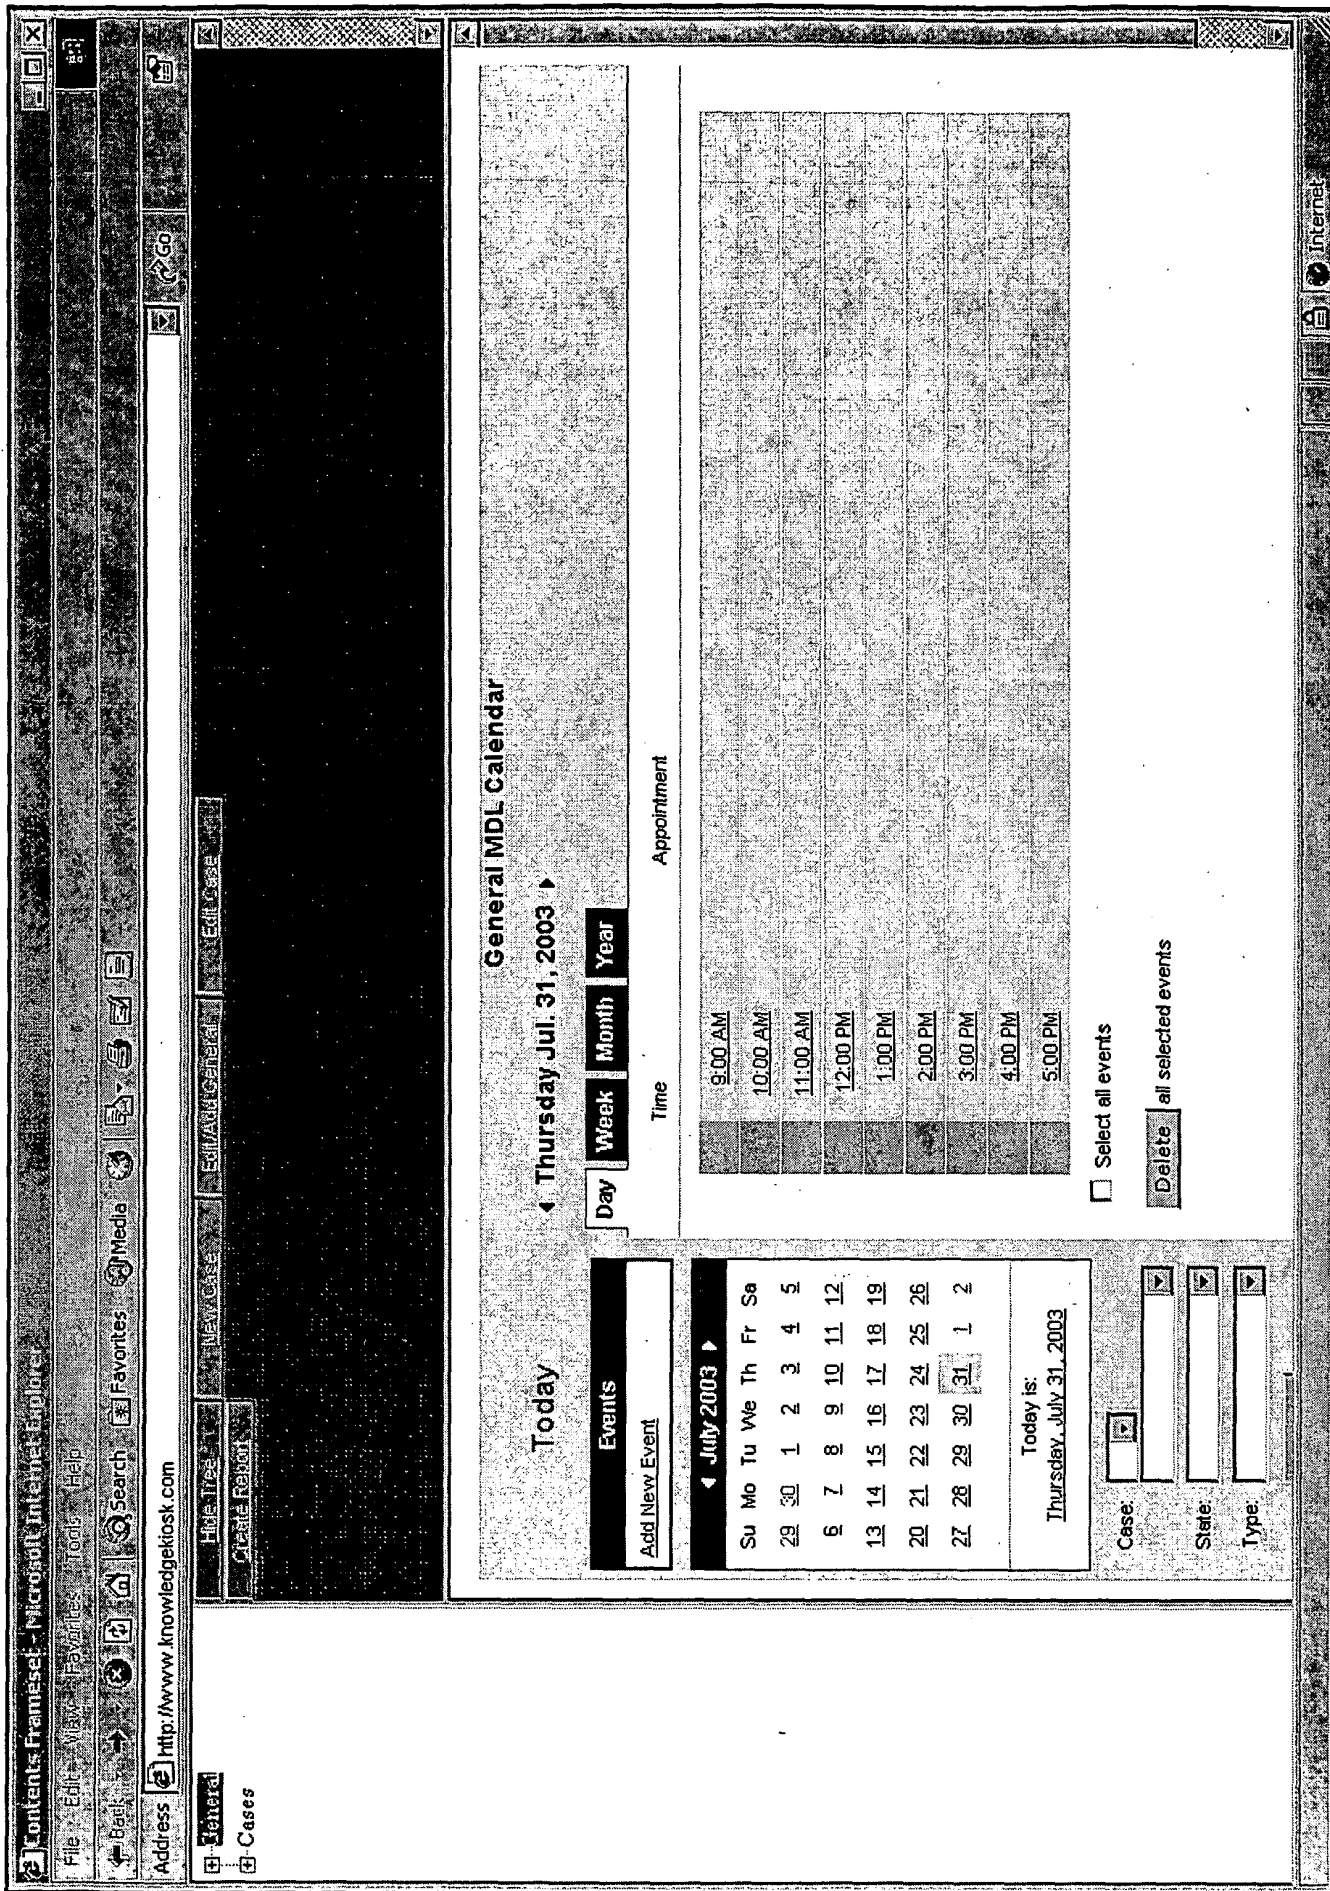 Contents Frameset - Microsoft Internet Explorer
File Edit View Favorites Tools Help
Back Search Favorites Media
Address http://www.knowledgekiosk.com Go
General
Cases
Hide Tree New Case Edit/Add General Edit Case
Create Report
General MDL Calendar
Today Thursday Jul. 31, 2003
Events
Add New Event
Day Week Month Year
Time Appointment
July 2003
Su Mo Tu We Th Fr Sa
29 30 1 2 3 4 5
6 7 8 9 10 11 12
13 14 15 16 17 18 19
20 21 22 23 24 25 26
27 28 29 30 31 1 2
Today is:
Thursday, July 31, 2003
Case:
State:
Type:
9:00 AM
10:00 AM
11:00 AM
12:00 PM
1:00 PM
2:00 PM
3:00 PM
4:00 PM
5:00 PM
Select all events
Delete all selected events
Internet